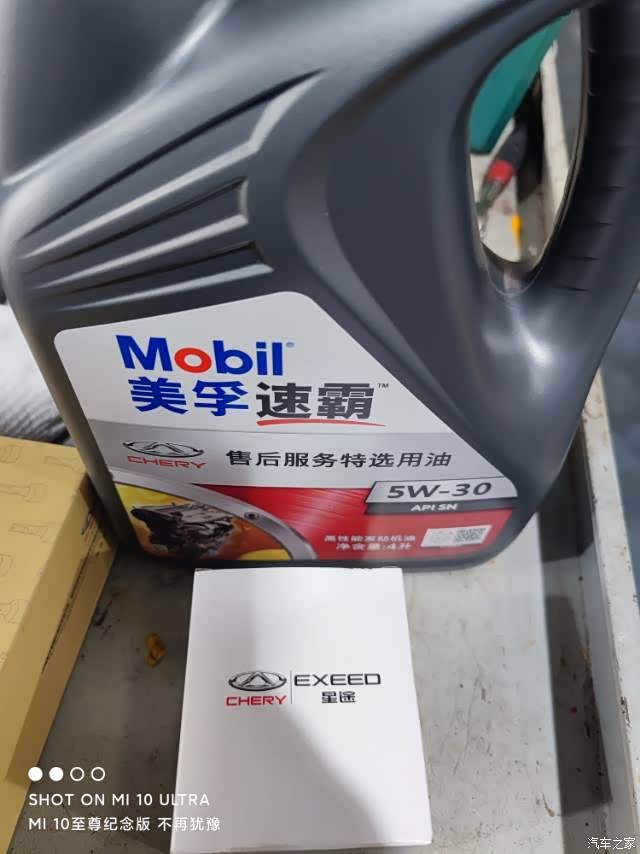 Mobil
美孚速霸™
CHERY 售后服务特选用油
5W-30
API SN
高性能发动机油
净含量:4升
CHERY EXEED
星途
SHOT ON MI 10 ULTRA
MI 10至尊纪念版 不再犹豫
汽车之家